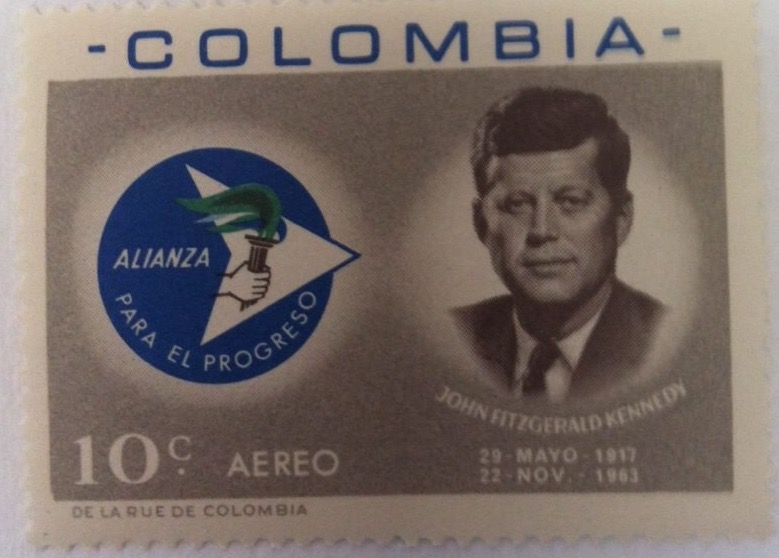 -COLOMBIA-
ALIANZA
PARA EL PROGRESO
JOHN FITZGERALD KENNEDY
29 - MAYO - 1917
22 - NOV. - 1963
10c. AEREO
DE LA RUE DE COLOMBIA